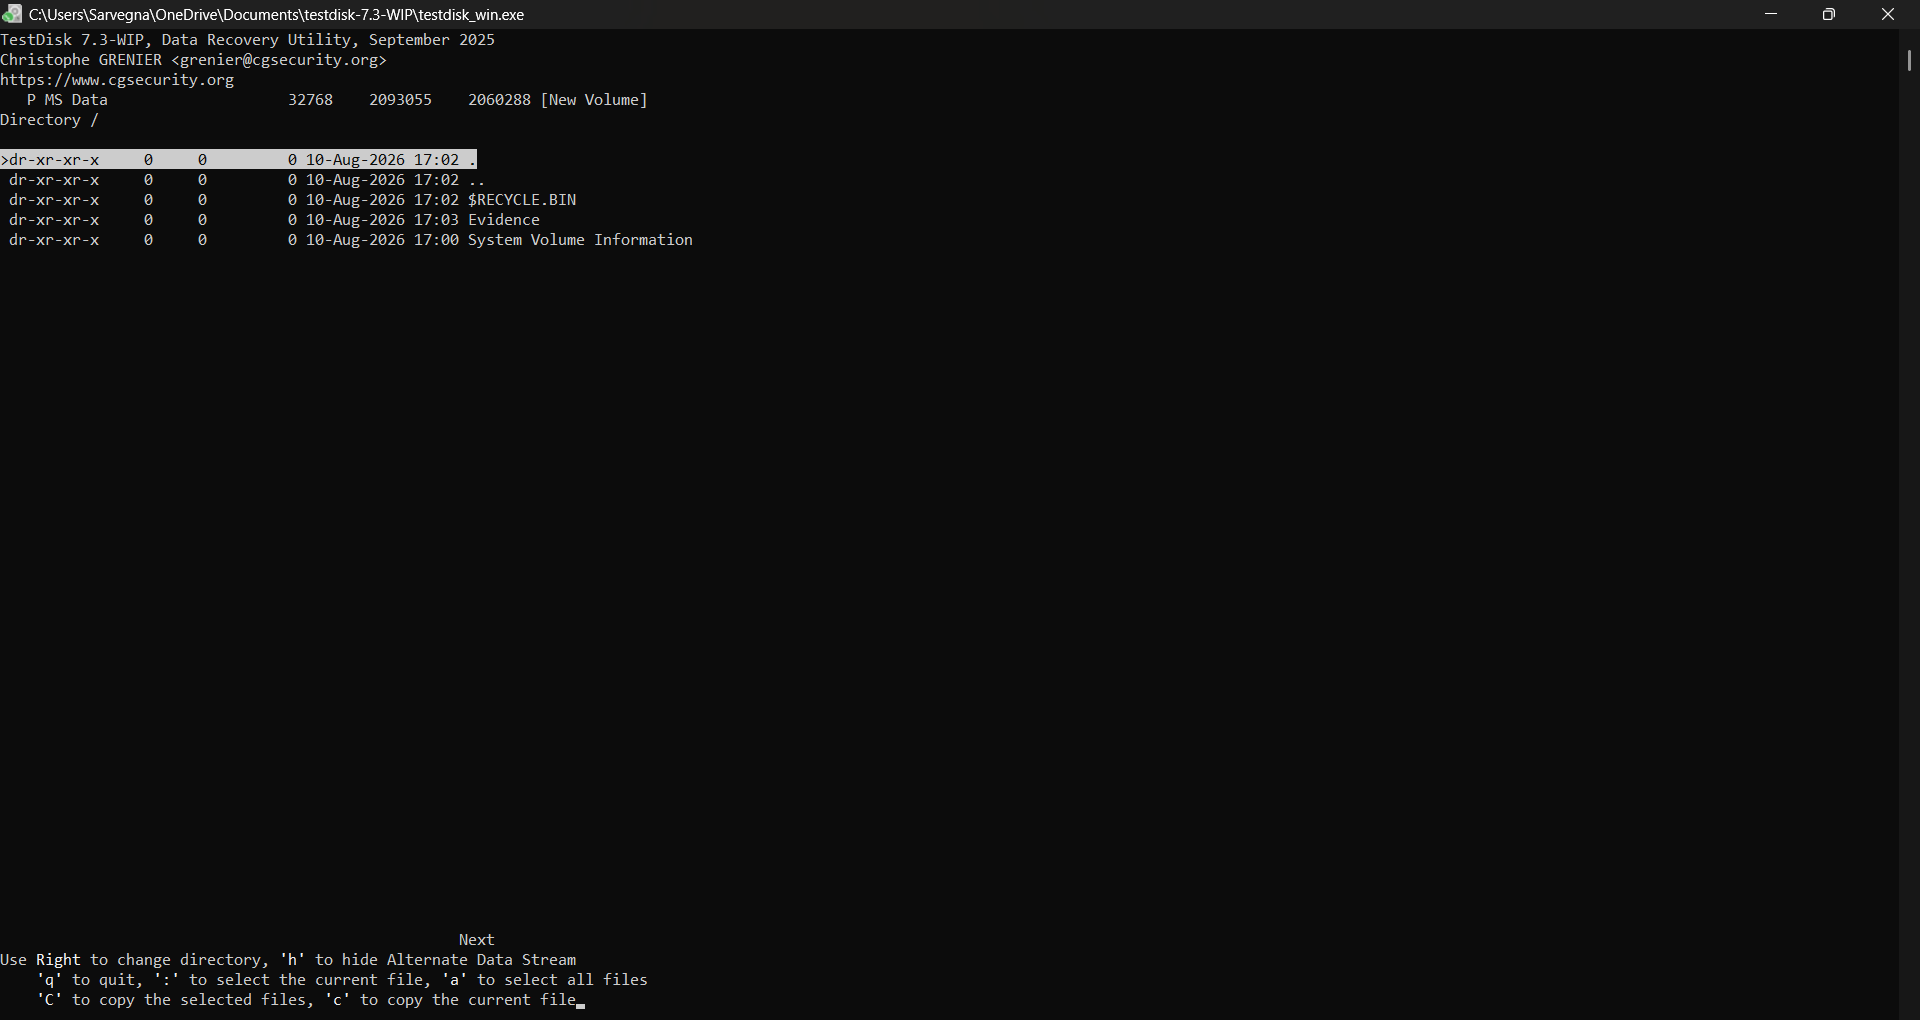 C:\Users\Sarvegna\OneDrive\Documents\testdisk-7.3-WIP\testdisk_win.exe
TestDisk 7.3-WIP, Data Recovery Utility, September 2025
Christophe GRENIER <grenier@cgsecurity.org>
https://www.cgsecurity.org
   P MS Data                    32768    2093055    2060288 [New Volume]
Directory /
>dr-xr-xr-x     0     0         0 10-Aug-2026 17:02 .
 dr-xr-xr-x     0     0         0 10-Aug-2026 17:02 ..
 dr-xr-xr-x     0     0         0 10-Aug-2026 17:02 $RECYCLE.BIN
 dr-xr-xr-x     0     0         0 10-Aug-2026 17:03 Evidence
 dr-xr-xr-x     0     0         0 10-Aug-2026 17:00 System Volume Information
Next
Use Right to change directory, 'h' to hide Alternate Data Stream
    'q' to quit, ':' to select the current file, 'a' to select all files
    'C' to copy the selected files, 'c' to copy the current file